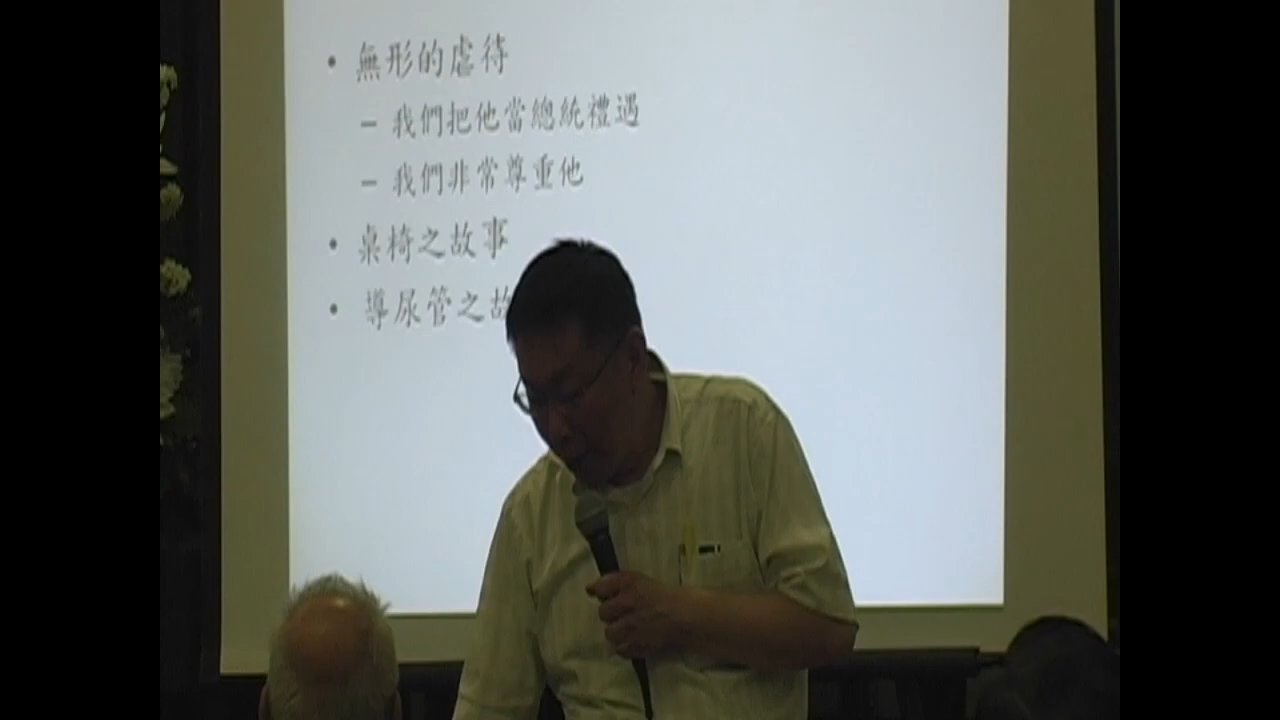 • 無形的虐待
– 我們把他當總統禮遇
– 我們非常尊重他
• 桌椅之故事
• 導尿管之故